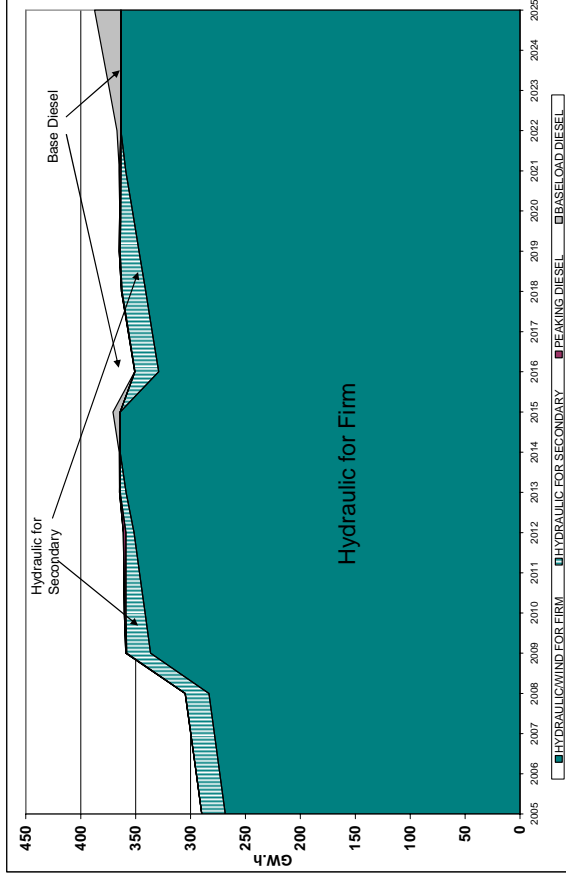 450
400
350
300
250
200
150
100
50
0
GW.h
Hydraulic for
Secondary
Base Diesel
Hydraulic for Firm
2005 2006 2007 2008 2009 2010 2011 2012 2013 2014 2015 2016 2017 2018 2019 2020 2021 2022 2023 2024 2025
HYDRAULIC/WIND FOR FIRM HYDRAULIC FOR SECONDARY PEAKING DIESEL BASELOAD DIESEL